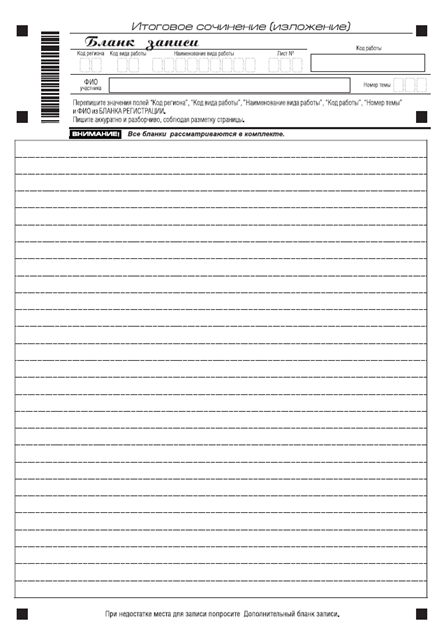 Итоговое сочинение (изложение)
Бланк записи
Код региона Код вида работы Наименование вида работы Лист № Код работы
ФИО участника Номер темы
Перепишите значения полей "Код региона", "Код вида работы", "Наименование вида работы", "Код работы", "Номер темы"
и ФИО из БЛАНКА РЕГИСТРАЦИИ.
Пишите аккуратно и разборчиво, соблюдая разметку страницы.
ВНИМАНИЕ! Все бланки рассматриваются в комплекте.
При недостатке места для записи попросите Дополнительный бланк записи.